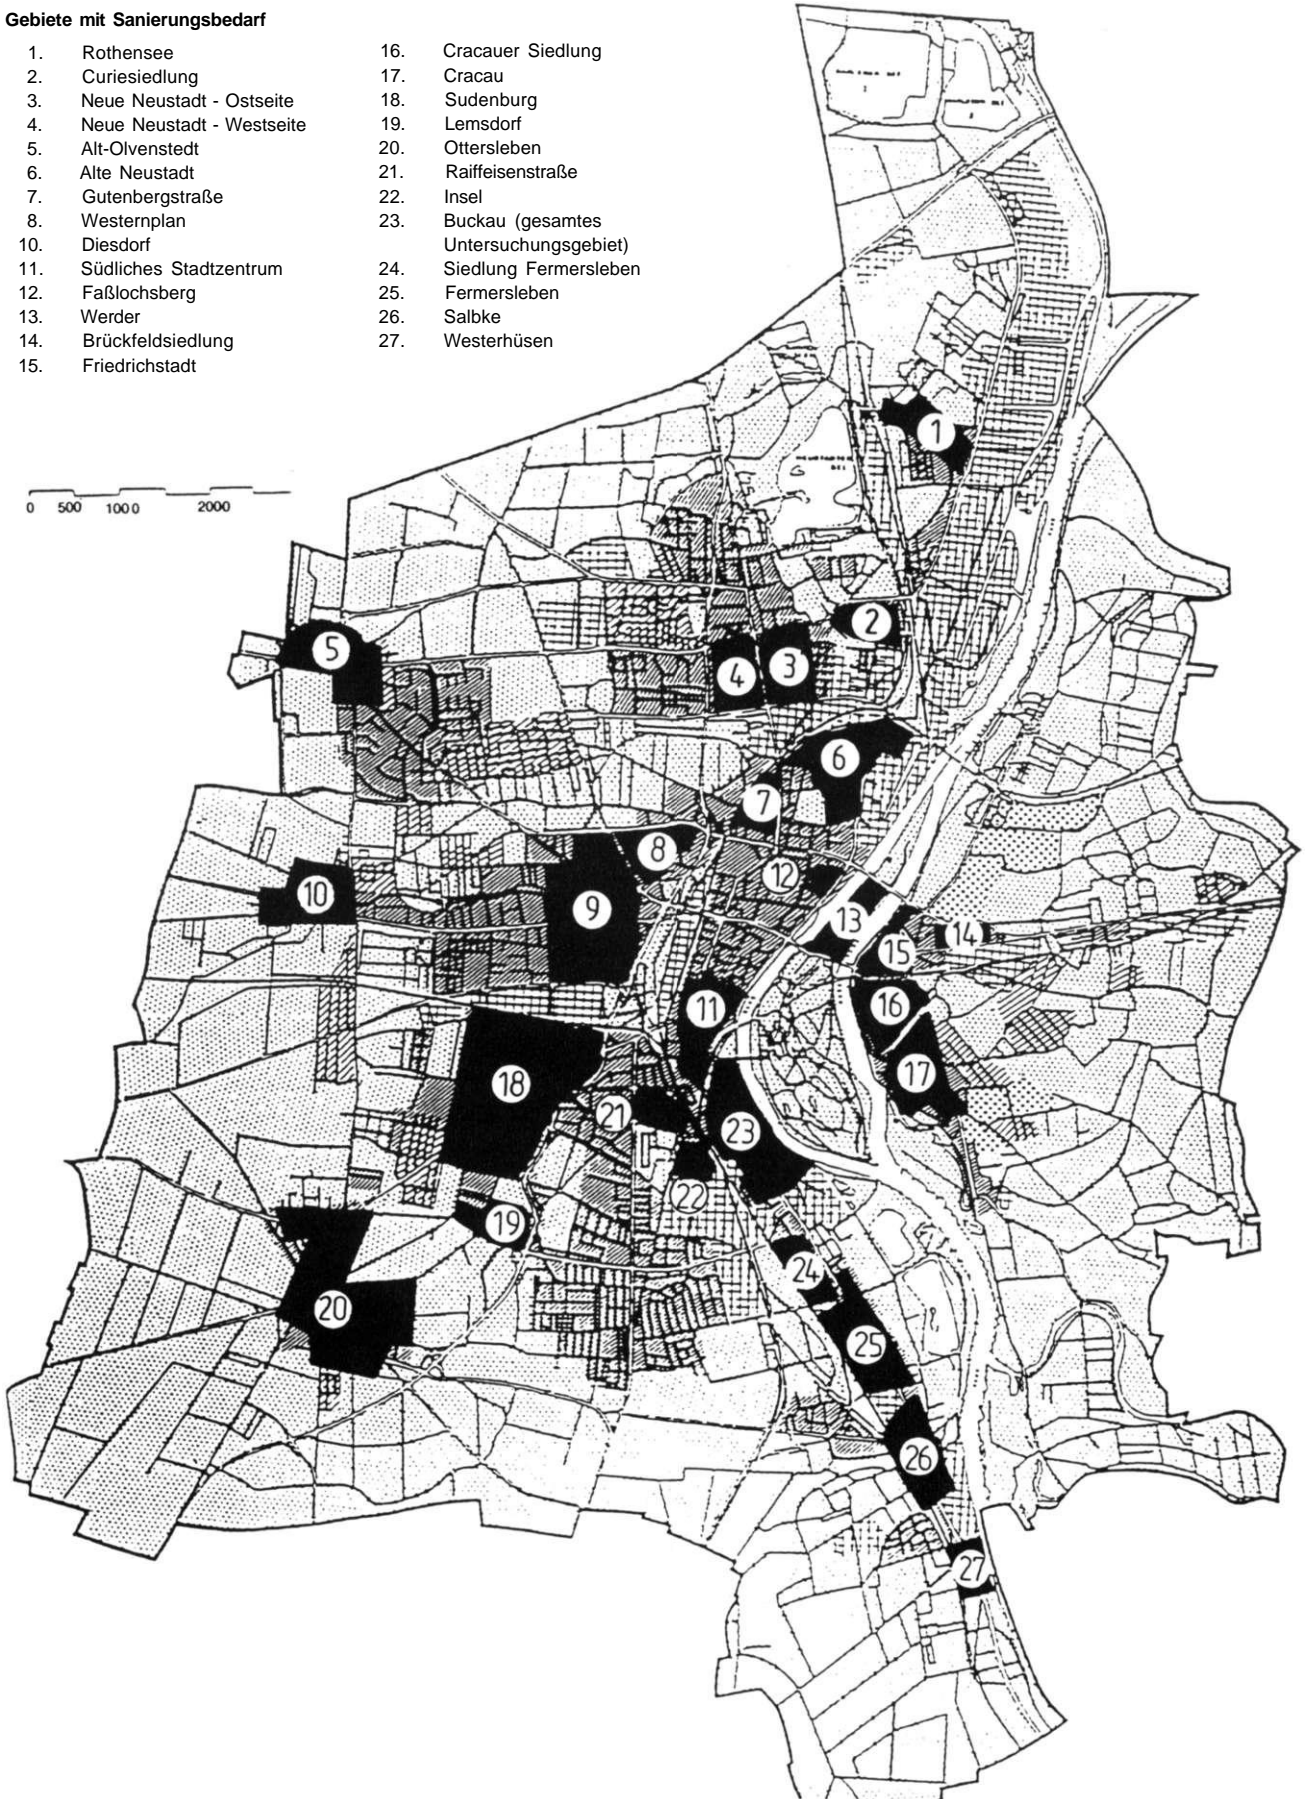 Gebiete mit Sanierungsbedarf
1. Rothensee
2. Curiesiedlung
3. Neue Neustadt - Ostseite
4. Neue Neustadt - Westseite
5. Alt-Olvenstedt
6. Alte Neustadt
7. Gutenbergstraße
8. Westernplan
10. Diesdorf
11. Südliches Stadtzentrum
12. Faßlochsberg
13. Werder
14. Brückfeldsiedlung
15. Friedrichstadt
16. Cracauer Siedlung
17. Cracau
18. Sudenburg
19. Lemsdorf
20. Ottersleben
21. Raiffeisenstraße
22. Insel
23. Buckau (gesamtes
Untersuchungsgebiet)
24. Siedlung Fermersleben
25. Fermersleben
26. Salbke
27. Westerhüsen
0 500 1000 2000
1
2
5
4
3
6
7
8
12
10
9
13
14
15
11
16
18
17
21
23
22
19
24
20
25
26
27